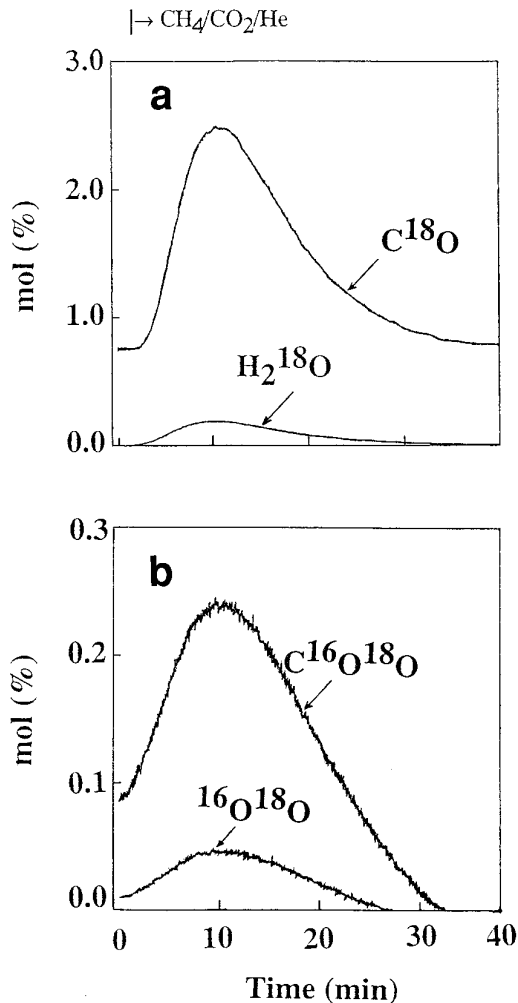 |→ CH₄/CO₂/He
a
3.0
2.0
1.0
0.0
mol (%)
C¹⁸O
H₂¹⁸O
b
0.3
0.2
0.1
0.0
mol (%)
C¹⁶O¹⁸O
¹⁶O¹⁸O
0 10 20 30 40
Time (min)